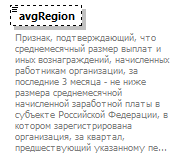 avgRegion
Признак, подтверждающий, что
среднемесячный размер выплат и
иных вознаграждений, начисленных
работникам организации, за
последние 3 месяца - не ниже
размера среднемесячной
начисленной заработной платы в
субъекте Российской Федерации, в
котором зарегистрирована
организация, за квартал,
предшествующий указанному пе...